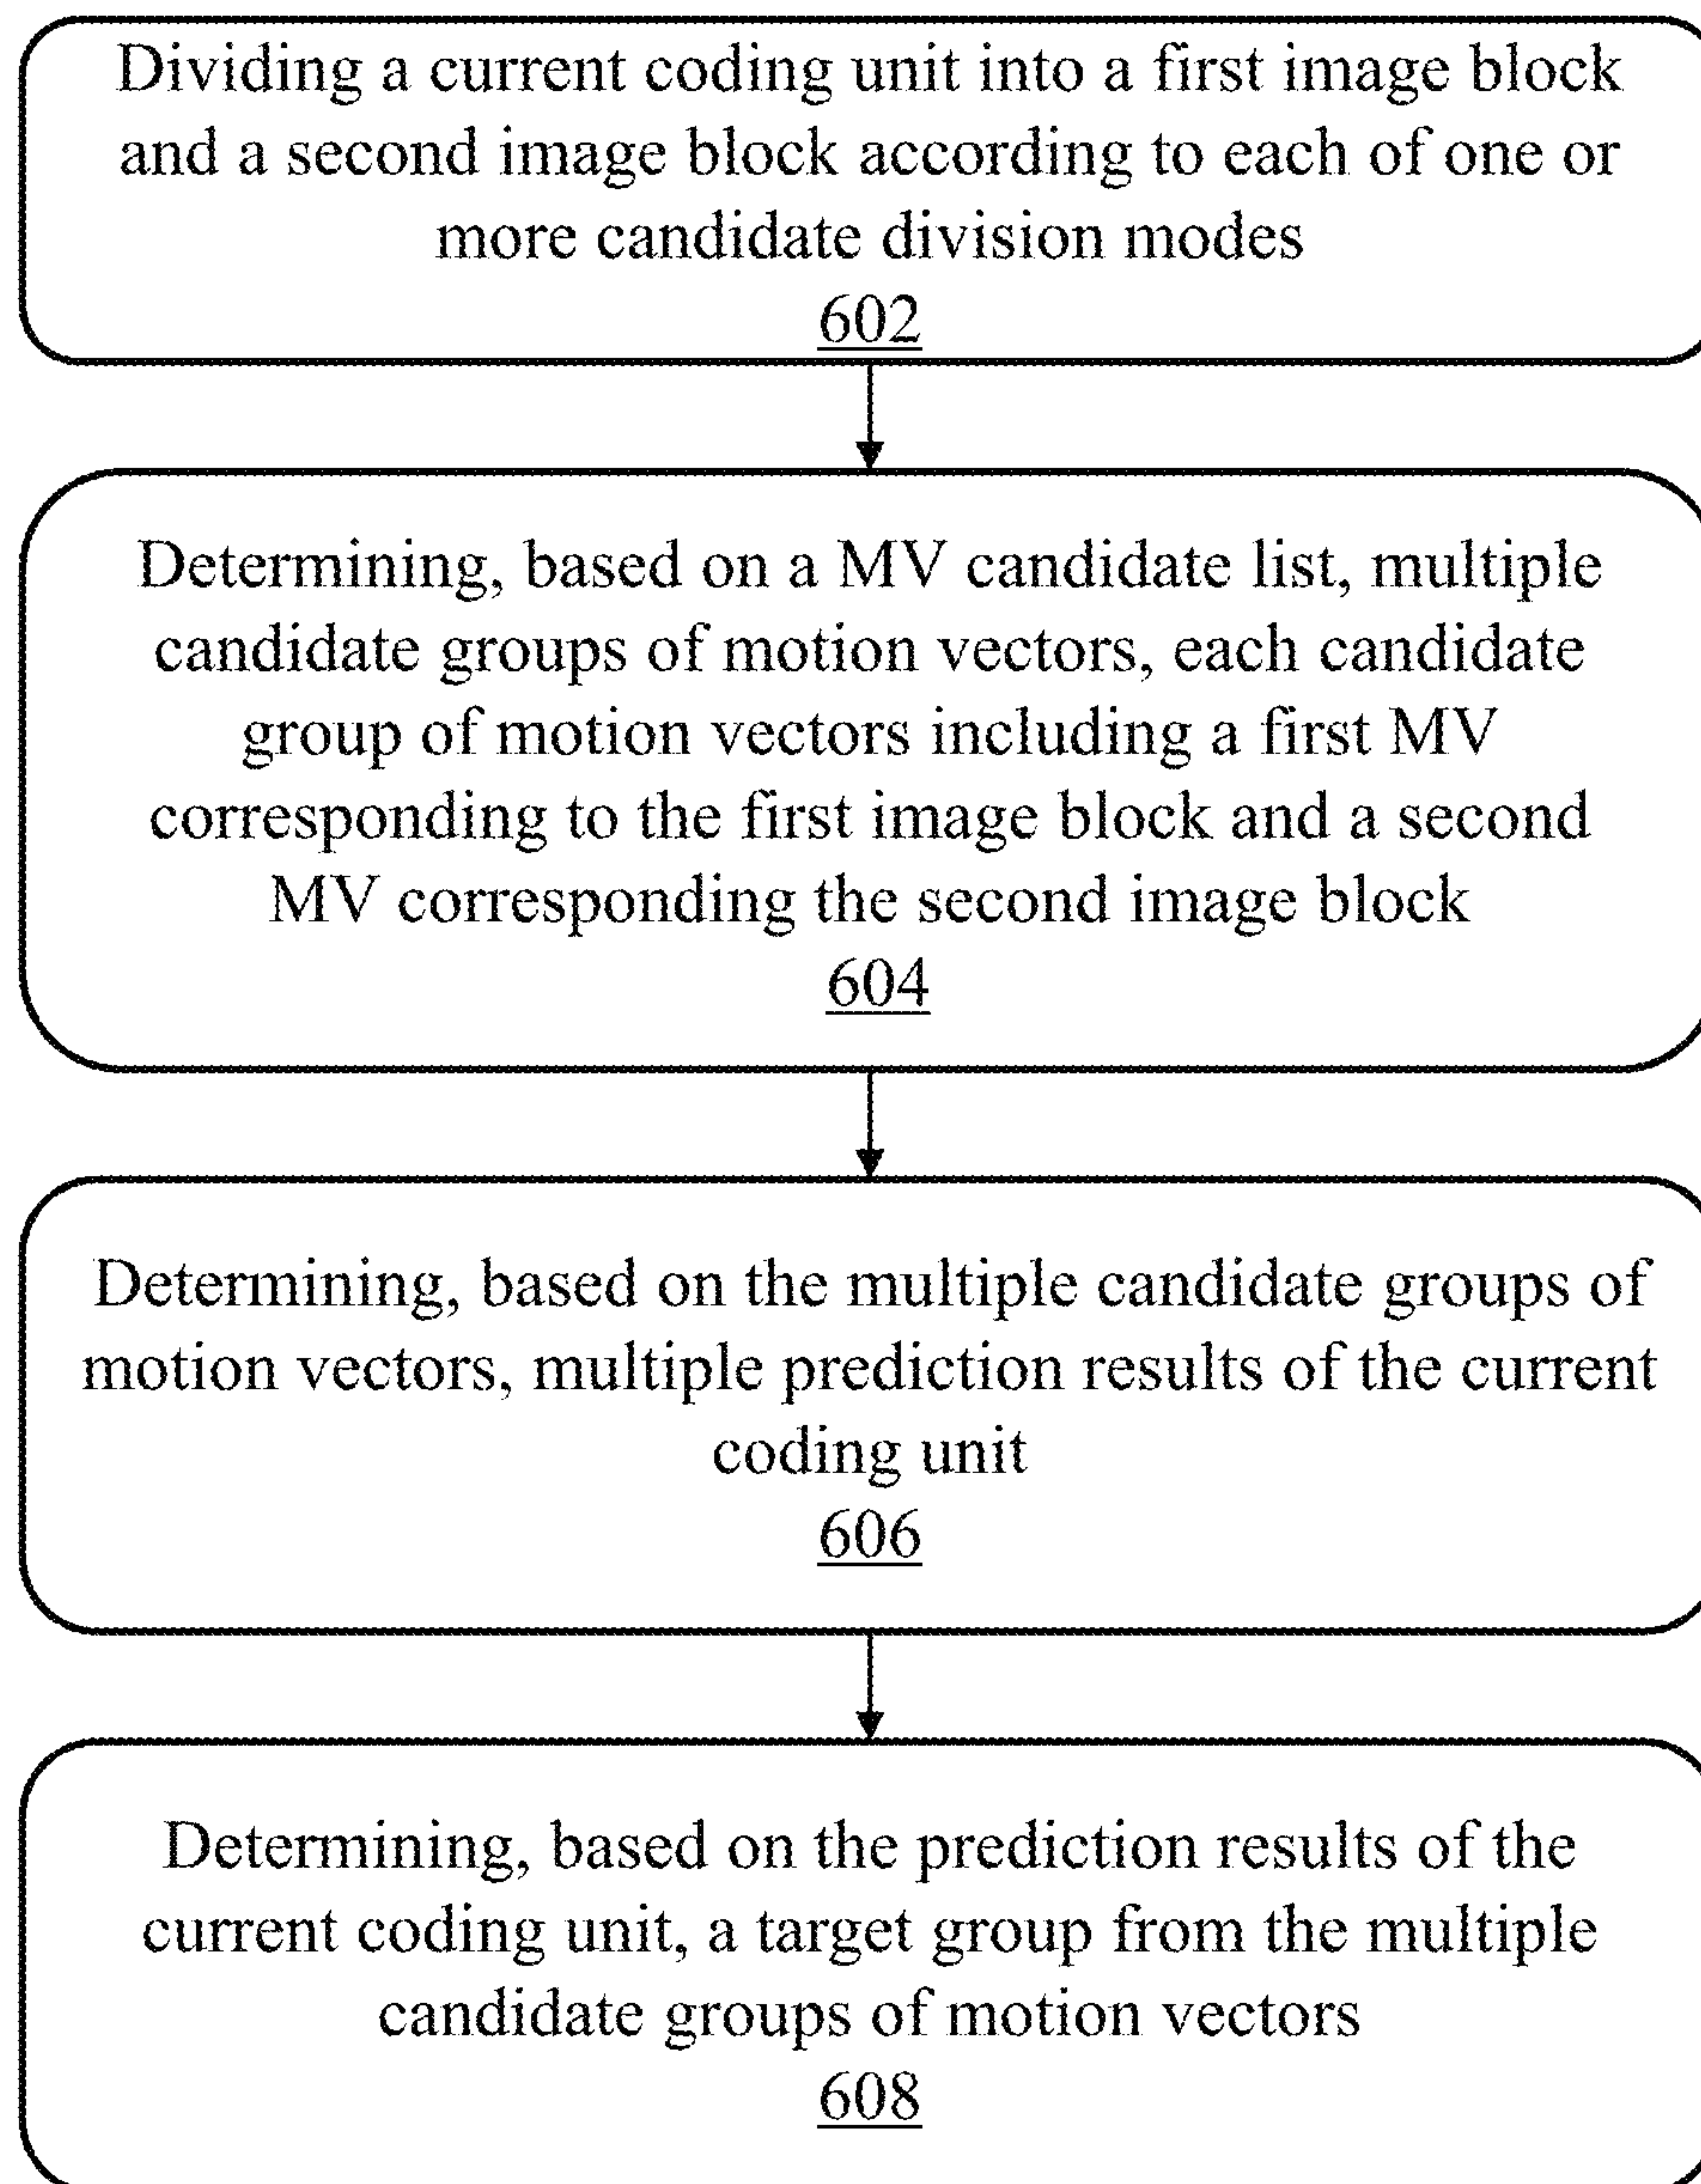 Dividing a current coding unit into a first image block
and a second image block according to each of one or
more candidate division modes
602
Determining, based on a MV candidate list, multiple
candidate groups of motion vectors, each candidate
group of motion vectors including a first MV
corresponding to the first image block and a second
MV corresponding the second image block
604
Determining, based on the multiple candidate groups of
motion vectors, multiple prediction results of the current
coding unit
606
Determining, based on the prediction results of the
current coding unit, a target group from the multiple
candidate groups of motion vectors
608